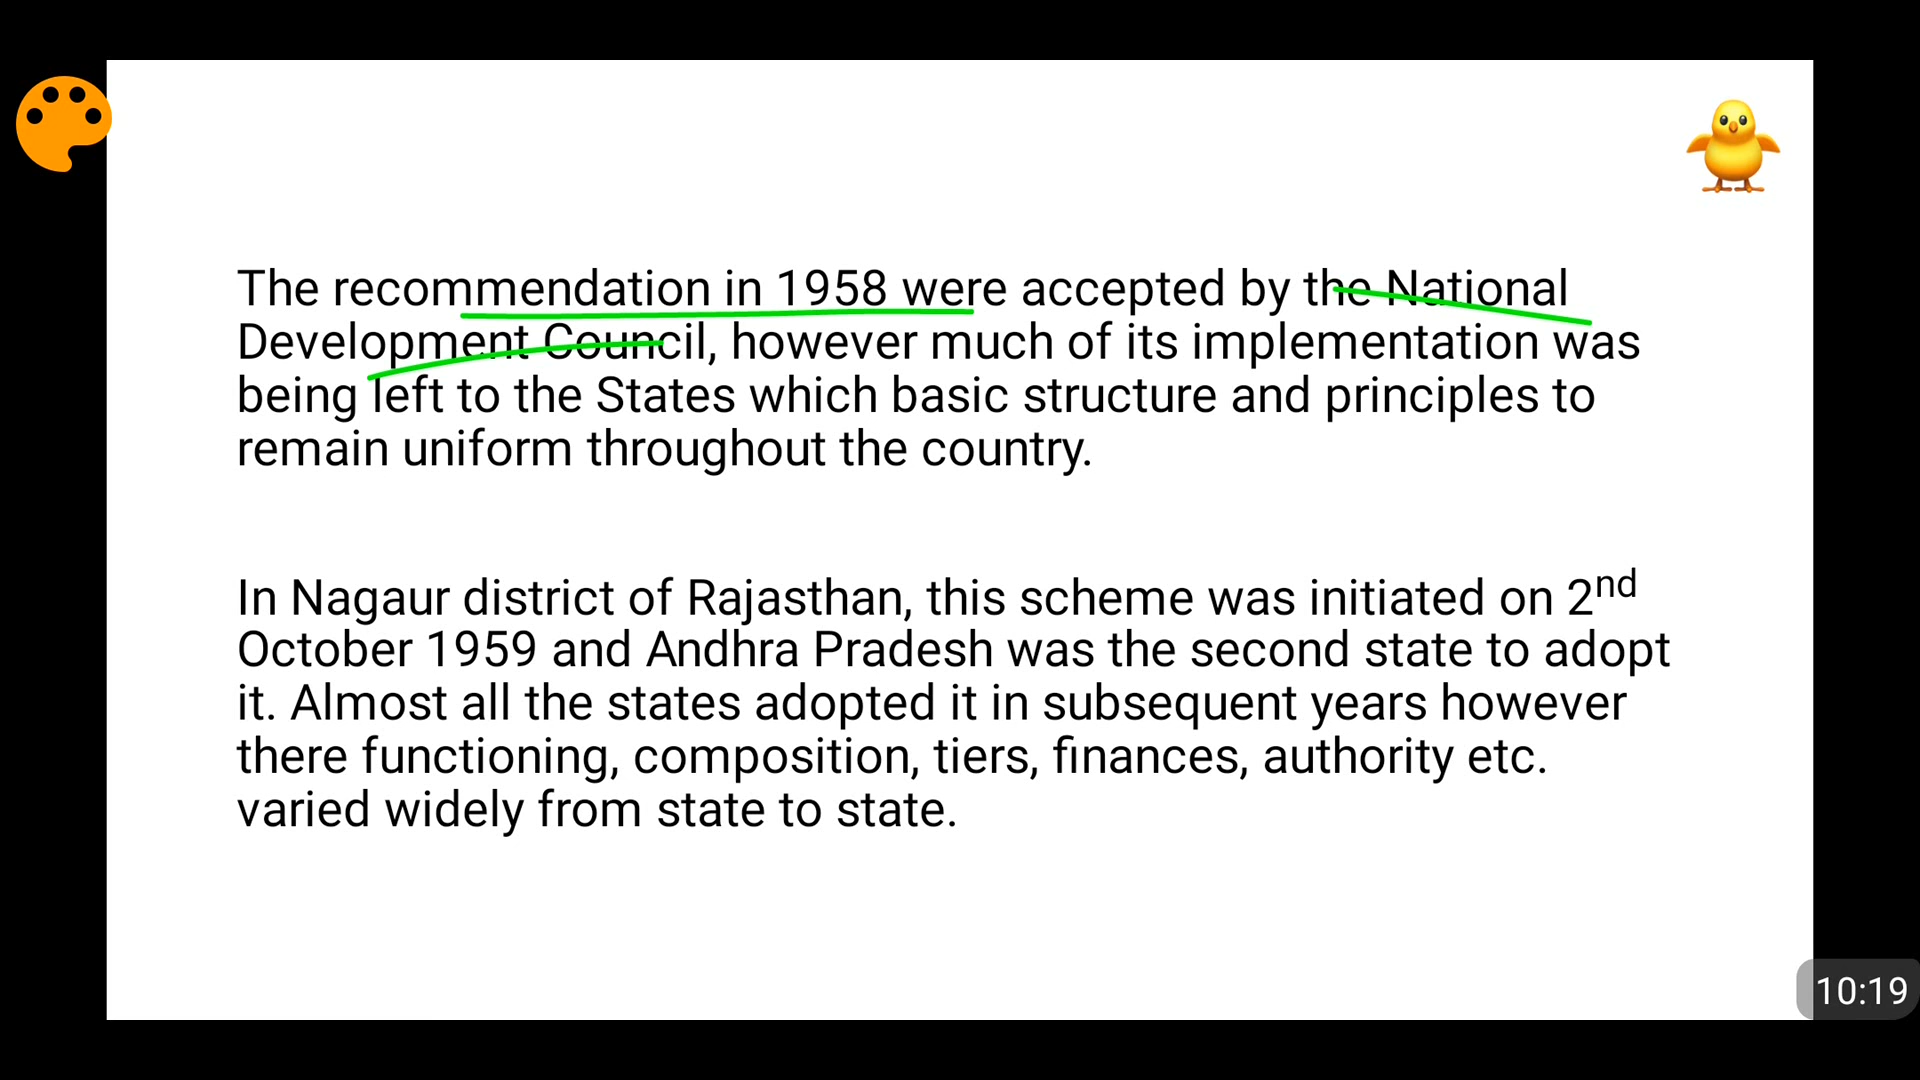 The recommendation in 1958 were accepted by the National
Development Council, however much of its implementation was
being left to the States which basic structure and principles to
remain uniform throughout the country.
In Nagaur district of Rajasthan, this scheme was initiated on 2nd
October 1959 and Andhra Pradesh was the second state to adopt
it. Almost all the states adopted it in subsequent years however
there functioning, composition, tiers, finances, authority etc.
varied widely from state to state.
10:19